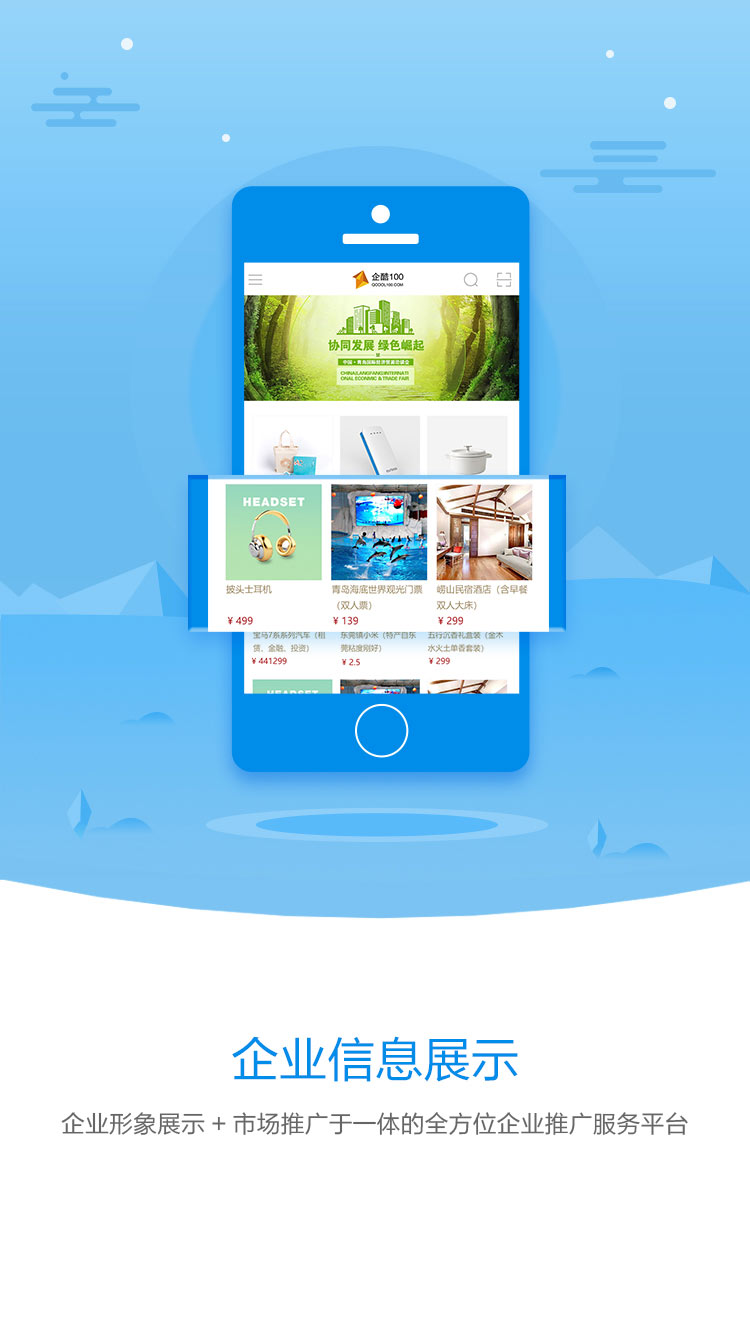 企酷100
QCOOL100.COM
协同发展 绿色崛起
中国·青岛国际经济贸易洽谈会
CHINA(LANGFANG)INTERNATI
ONAL ECONMIC & TRADE FAIR
HEADSET
披头士耳机
¥ 499
青岛海底世界观光门票
(双人票)
¥ 139
崂山民宿酒店(含早餐
双人大床)
¥ 299
宝马7系系列汽车(租
赁、金融、投资)
¥ 441299
东莞镇小米(特产自东
莞粘度刚好)
¥ 2.5
五行沉香礼盒装(金木
水火土单香套装)
¥ 299
HEADSET
企业信息展示
企业形象展示 + 市场推广于一体的全方位企业推广服务平台